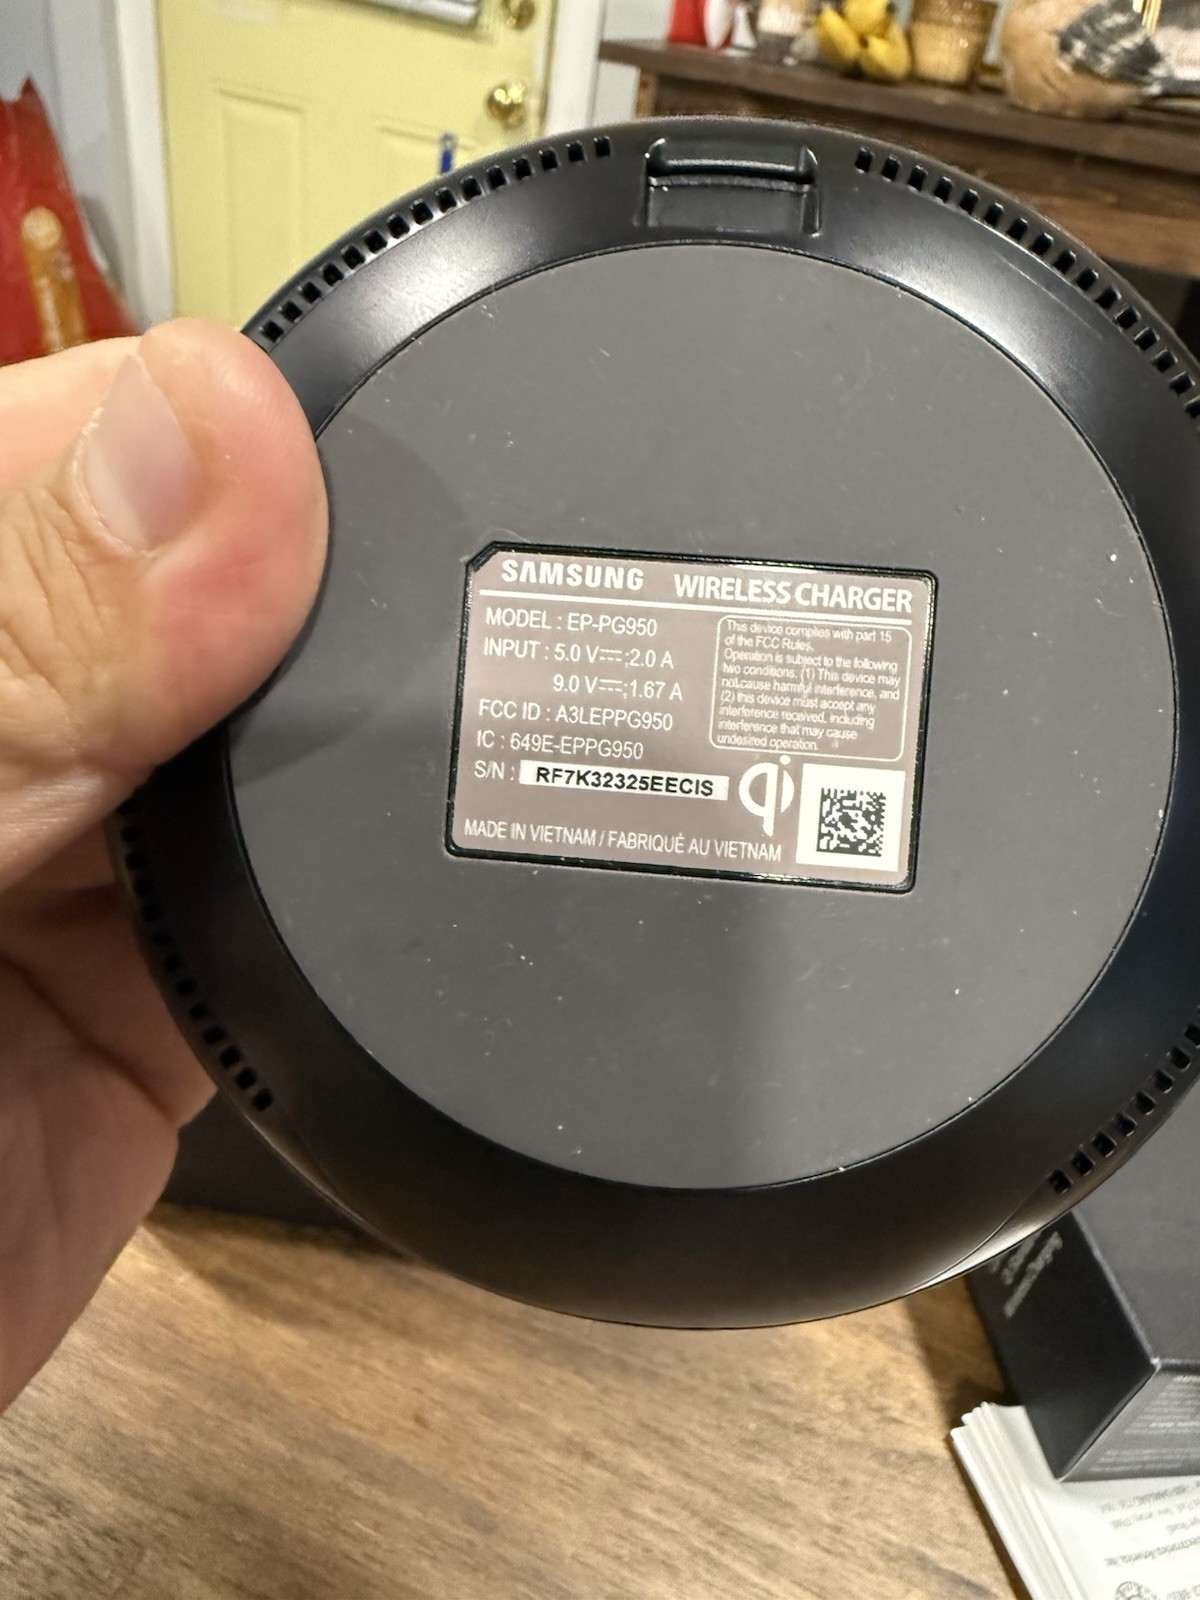 SAMSUNG WIRELESS CHARGER
MODEL : EP-PG950
INPUT : 5.0 V⎓;2.0 A
9.0 V⎓;1.67 A
FCC ID : A3LEPPG950
IC : 649E-EPPG950
S/N : RF7K32325EECIS
This device complies with part 15
of the FCC Rules.
Operation is subject to the following
two conditions. (1) This device may
not cause harmful interference, and
(2) this device must accept any
interference received, including
interference that may cause
undesired operation.
qi
MADE IN VIETNAM / FABRIQUÉ AU VIETNAM